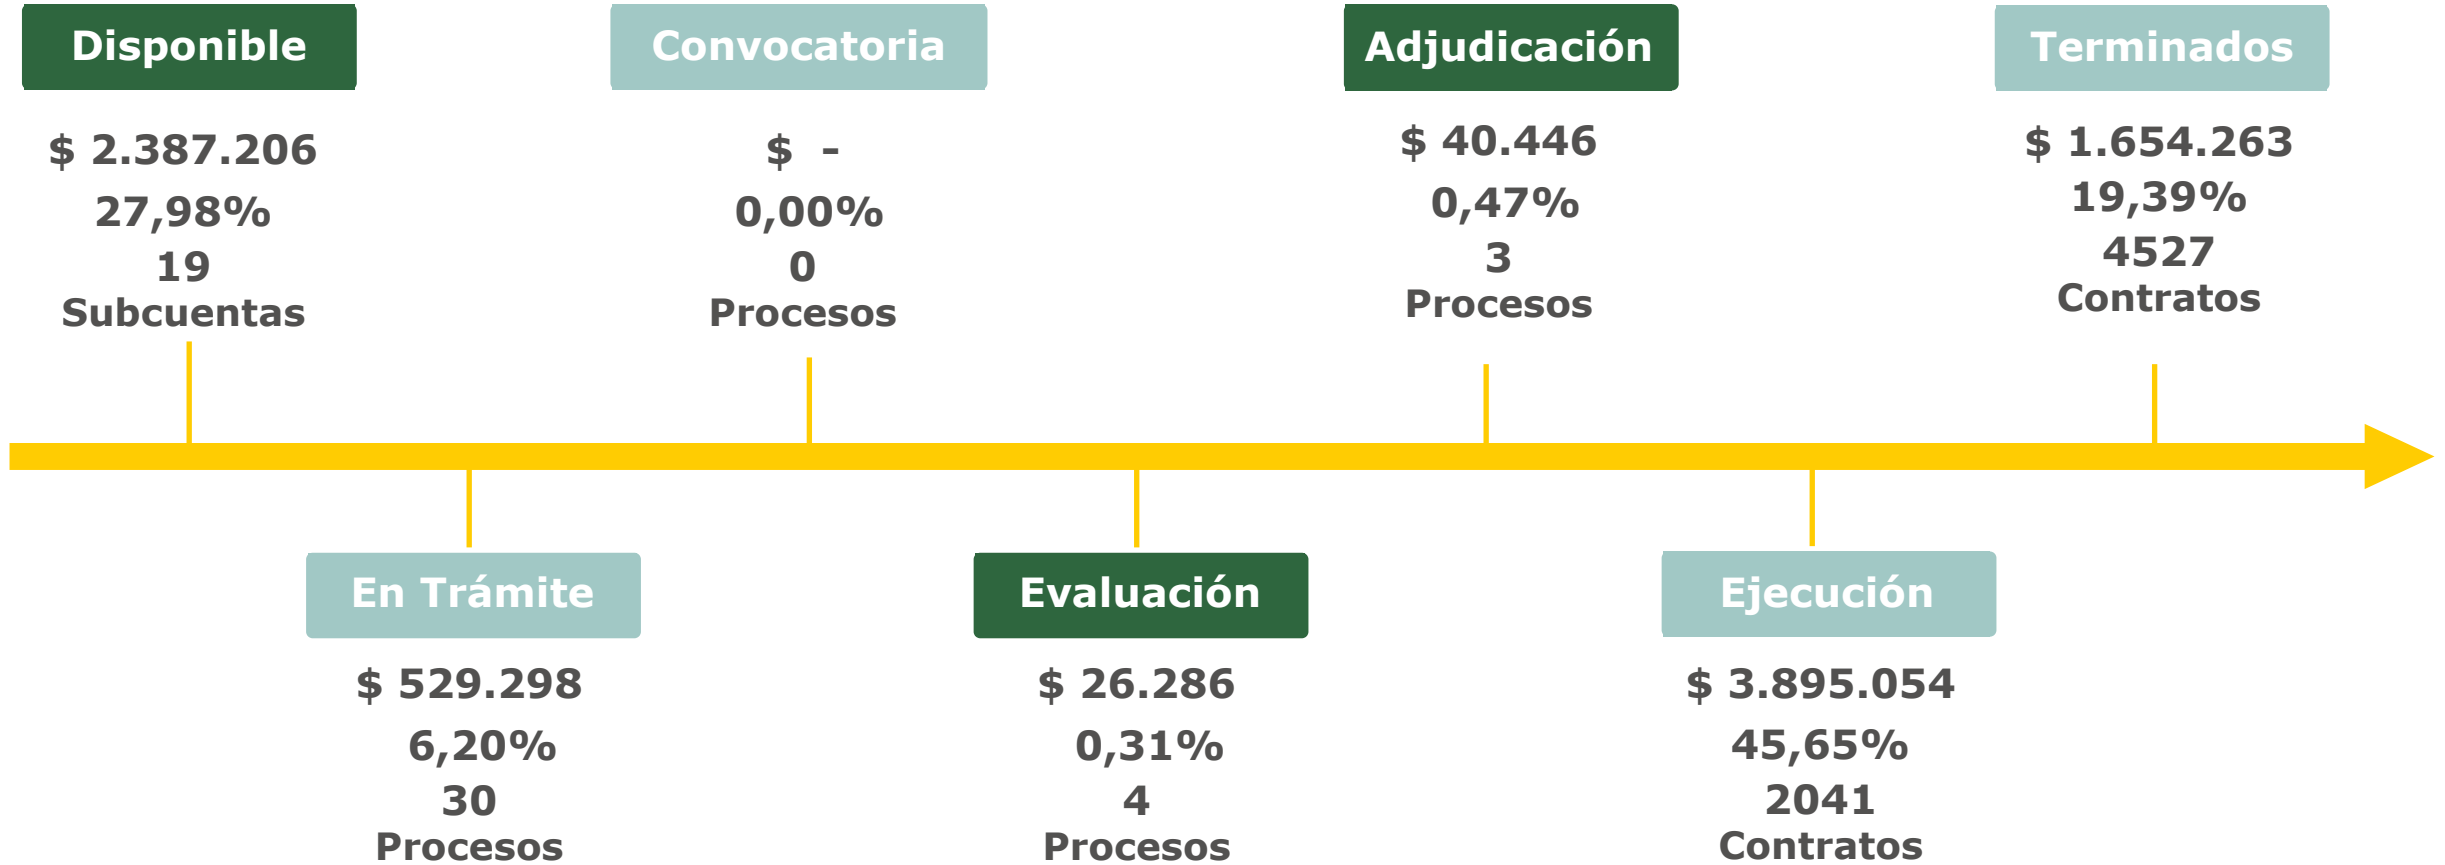 Disponible
$ 2.387.206
27,98%
19
Subcuentas
Convocatoria
$ -
0,00%
0
Procesos
Adjudicación
$ 40.446
0,47%
3
Procesos
Terminados
$ 1.654.263
19,39%
4527
Contratos
En Trámite
$ 529.298
6,20%
30
Procesos
Evaluación
$ 26.286
0,31%
4
Procesos
Ejecución
$ 3.895.054
45,65%
2041
Contratos